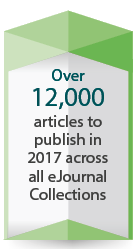 Over
12,000
articles to
publish in
2017 across
all eJournal
Collections